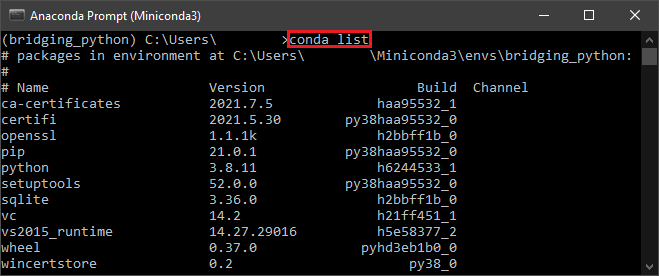 Anaconda Prompt (Miniconda3)
(bridging_python) C:\Users\ >conda list
# packages in environment at C:\Users\ \Miniconda3\envs\bridging_python:
#
# Name Version Build Channel
ca-certificates 2021.7.5 haa95532_1
certifi 2021.5.30 py38haa95532_0
openssl 1.1.1k h2bbff1b_0
pip 21.0.1 py38haa95532_0
python 3.8.11 h6244533_1
setuptools 52.0.0 py38haa95532_0
sqlite 3.36.0 h2bbff1b_0
vc 14.2 h21ff451_1
vs2015_runtime 14.27.29016 h5e58377_2
wheel 0.37.0 pyhd3eb1b0_0
wincertstore 0.2 py38_0